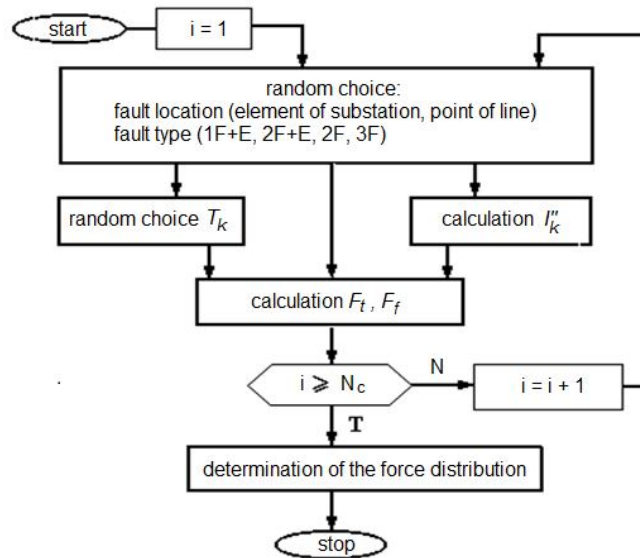 start
i = 1
random choice:
fault location (element of substation, point of line)
fault type (1F+E, 2F+E, 2F, 3F)
random choice Tk
calculation I"k
calculation Ft , Ff
i ⩾ Nc
N
i = i + 1
T
determination of the force distribution
stop